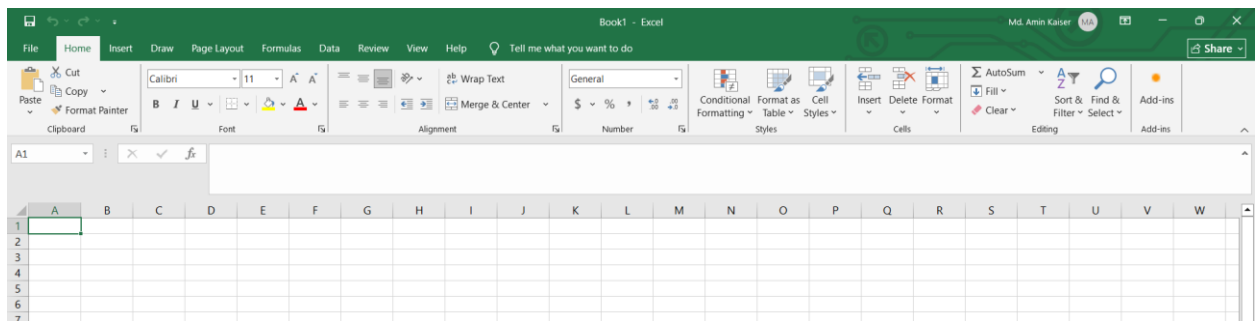 Book1 - Excel
Md. Amin Kaiser MA
File Home Insert Draw Page Layout Formulas Data Review View Help Tell me what you want to do Share
Paste
Cut
Copy
Format Painter
Clipboard
Calibri 11 A A
B I U A
Font
ab Wrap Text
Merge & Center
Alignment
General
$ % ,
Number
Conditional Formatting
Format as Table
Cell Styles
Styles
Insert Delete Format
Cells
AutoSum
Fill
Clear
Sort & Filter
Find & Select
Editing
Add-ins
Add-ins
A1 fx
A B C D E F G H I J K L M N O P Q R S T U V W
1
2
3
4
5
6
7